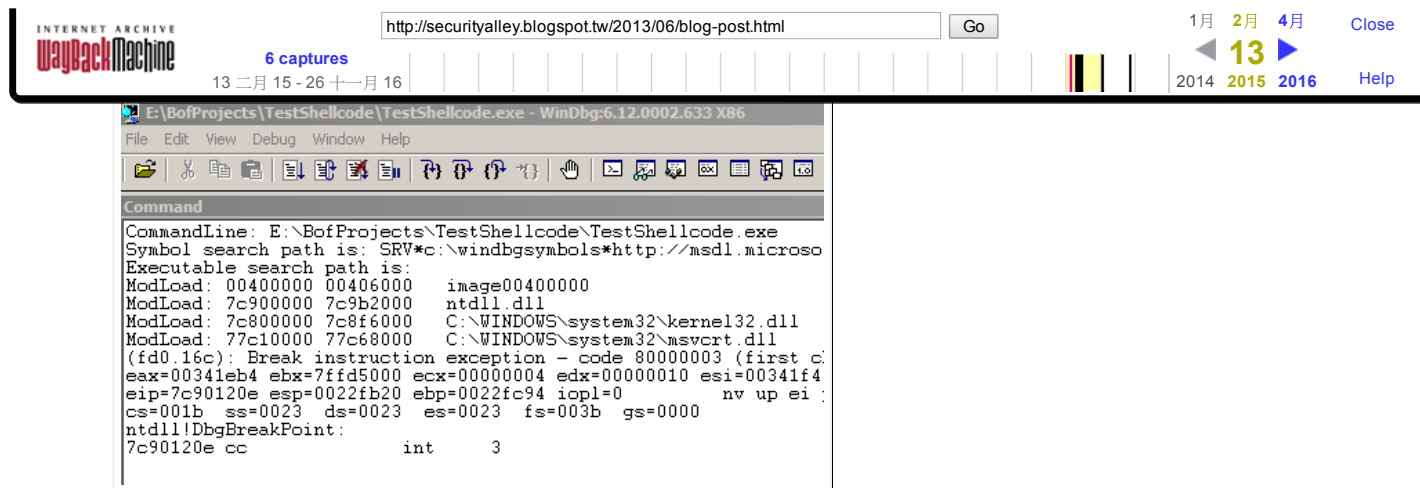 INTERNET ARCHIVE
WayBackMachine
http://securityalley.blogspot.tw/2013/06/blog-post.html
Go
6 captures
13 二月 15 - 26 十一月 16
1月 2月 4月
13
2014 2015 2016
Close
Help
E:\BofProjects\TestShellcode\TestShellcode.exe - WinDbg:6.12.0002.633 X86
File Edit View Debug Window Help
Command
CommandLine: E:\BofProjects\TestShellcode\TestShellcode.exe
Symbol search path is: SRV*c:\windbgsymbols*http://msdl.microso
Executable search path is:
ModLoad: 00400000 00406000 image00400000
ModLoad: 7c900000 7c9b2000 ntdll.dll
ModLoad: 7c800000 7c8f6000 C:\WINDOWS\system32\kernel32.dll
ModLoad: 77c10000 77c68000 C:\WINDOWS\system32\msvcrt.dll
(fd0.16c): Break instruction exception - code 80000003 (first
eax=00341eb4 ebx=7ffd5000 ecx=00000004 edx=00000010 esi=00341f4
eip=7c90120e esp=0022fb20 ebp=0022fc94 iopl=0 nv up ei
cs=001b ss=0023 ds=0023 es=0023 fs=003b gs=0000
ntdll!DbgBreakPoint:
7c90120e cc int 3